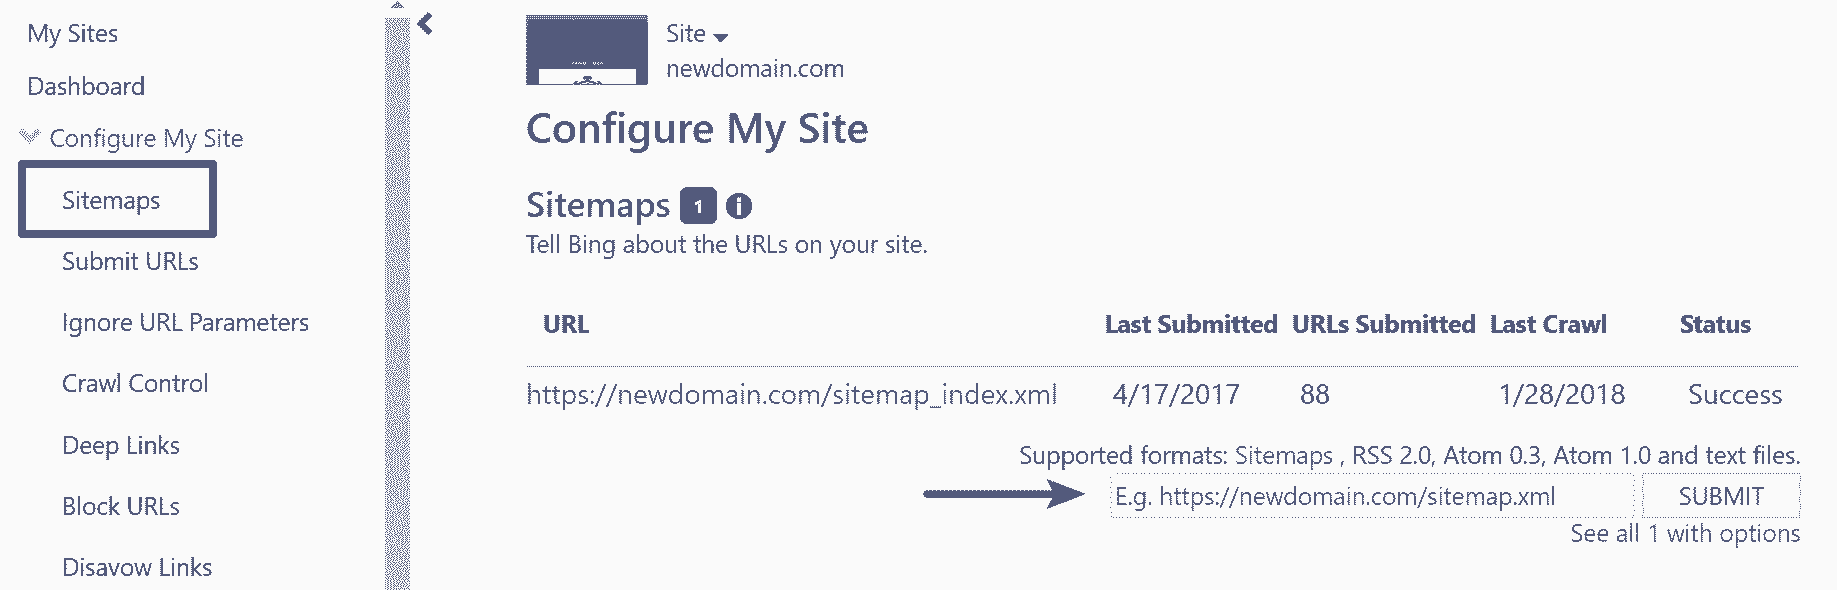 My Sites
Dashboard
Configure My Site
Sitemaps
Submit URLs
Ignore URL Parameters
Crawl Control
Deep Links
Block URLs
Disavow Links
Site
newdomain.com
Configure My Site
Sitemaps 1 i
Tell Bing about the URLs on your site.
URL Last Submitted URLs Submitted Last Crawl Status
https://newdomain.com/sitemap_index.xml 4/17/2017 88 1/28/2018 Success
Supported formats: Sitemaps , RSS 2.0, Atom 0.3, Atom 1.0 and text files.
E.g. https://newdomain.com/sitemap.xml SUBMIT
See all 1 with options